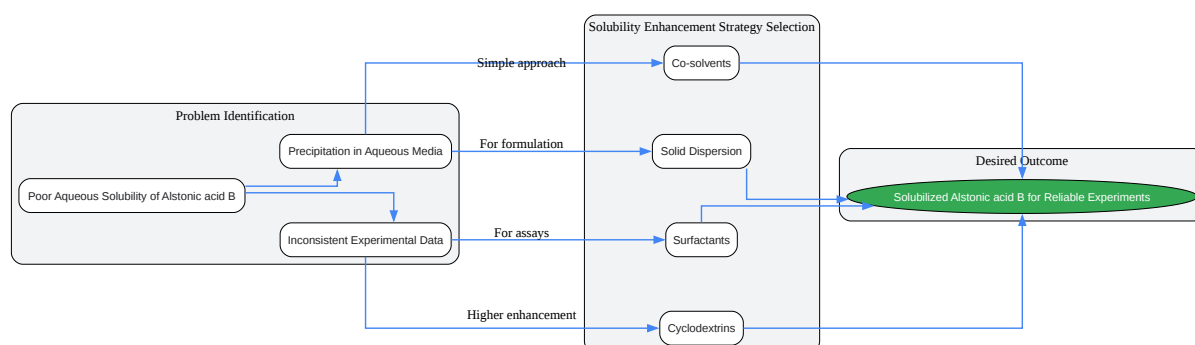 Solubility Enhancement Strategy Selection
Simple approach
Co-solvents
Problem Identification
Precipitation in Aqueous Media
For formulation
Solid Dispersion
Desired Outcome
Poor Aqueous Solubility of Alstonic acid B
Solubilized Alstonic acid B for Reliable Experiments
Inconsistent Experimental Data
For assays
Surfactants
Higher enhancement
Cyclodextrins